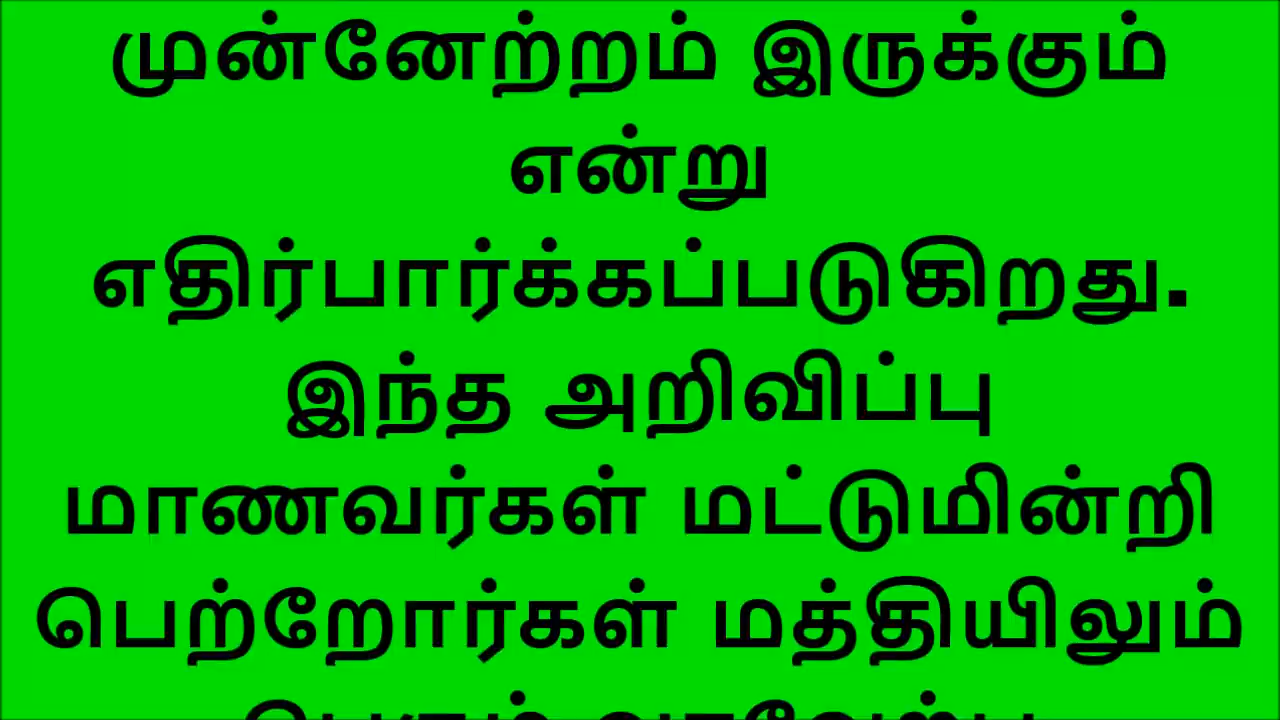 முன்னேற்றம் இருக்கும்
என்று
எதிர்பார்க்கப்படுகிறது.
இந்த அறிவிப்பு
மாணவர்கள் மட்டுமின்றி
பெற்றோர்கள் மத்தியிலும்